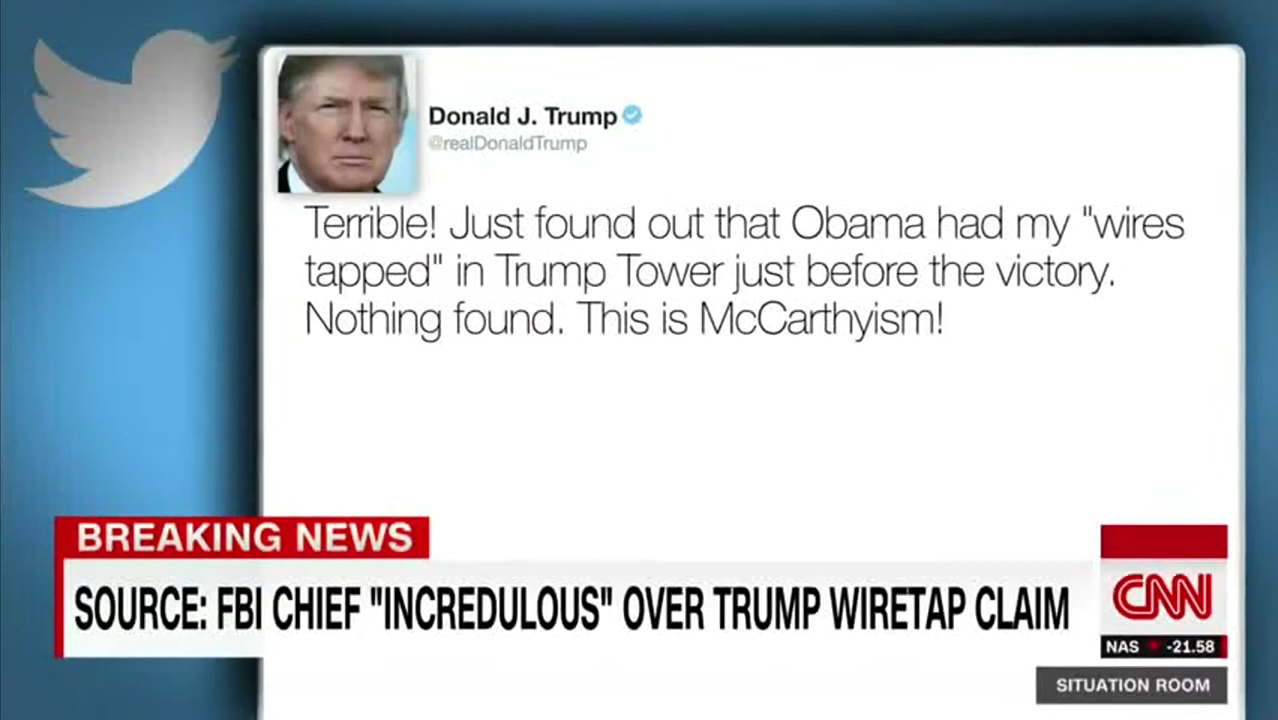 Donald J. Trump
@realDonaldTrump
Terrible! Just found out that Obama had my "wires
tapped" in Trump Tower just before the victory.
Nothing found. This is McCarthyism!
BREAKING NEWS
SOURCE: FBI CHIEF "INCREDULOUS" OVER TRUMP WIRETAP CLAIM
CNN
NAS -21.58
SITUATION ROOM